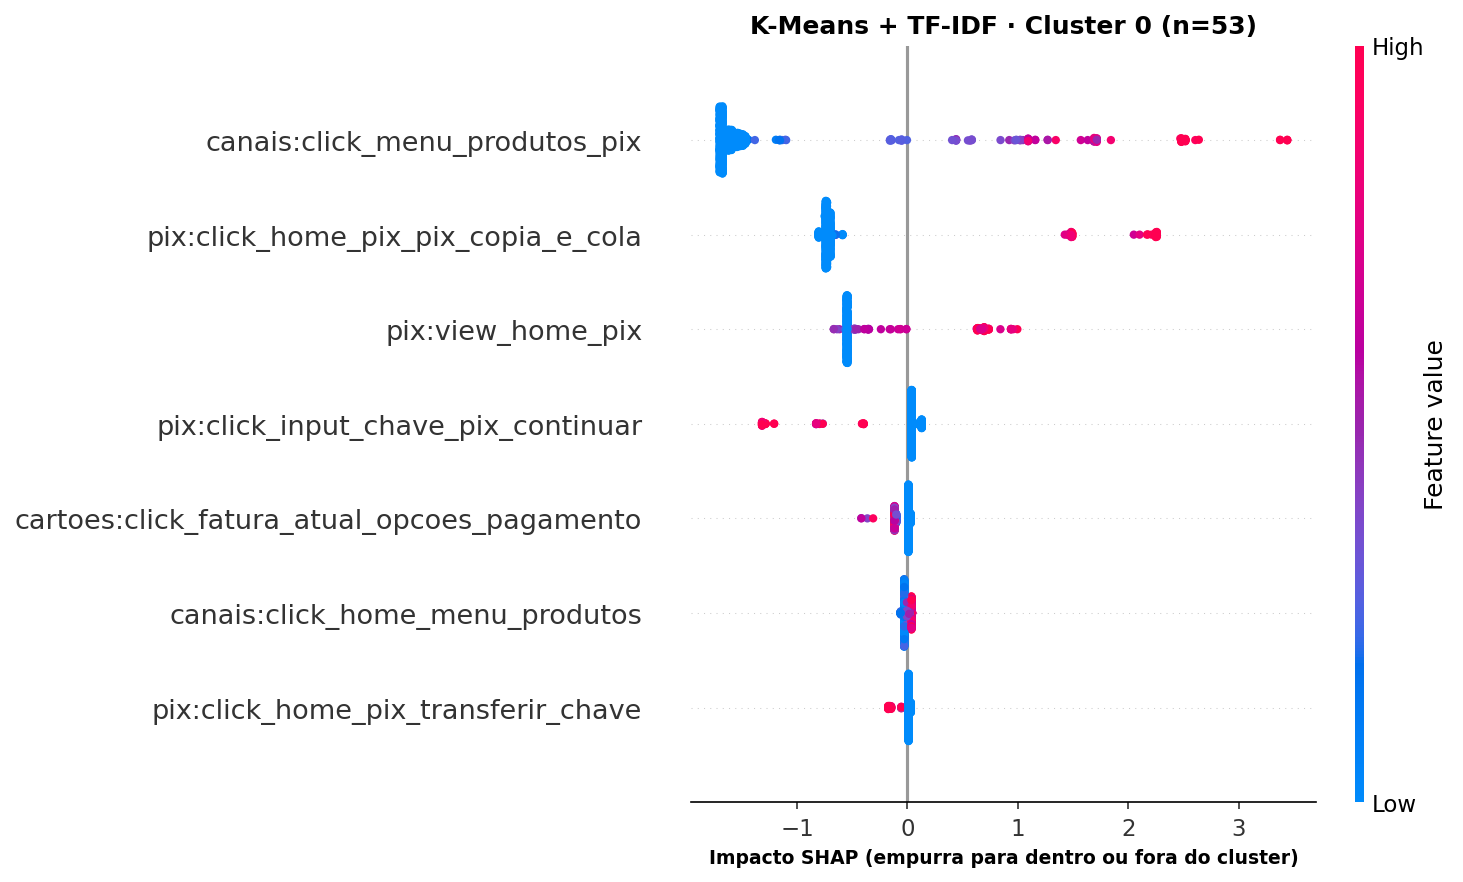 K-Means + TF-IDF · Cluster 0 (n=53)
High
canais:click_menu_produtos_pix
pix:click_home_pix_pix_copia_e_cola
pix:view_home_pix
pix:click_input_chave_pix_continuar
cartoes:click_fatura_atual_opcoes_pagamento
canais:click_home_menu_produtos
pix:click_home_pix_transferir_chave
Feature value
Low
−1 0 1 2 3
Impacto SHAP (empurra para dentro ou fora do cluster)